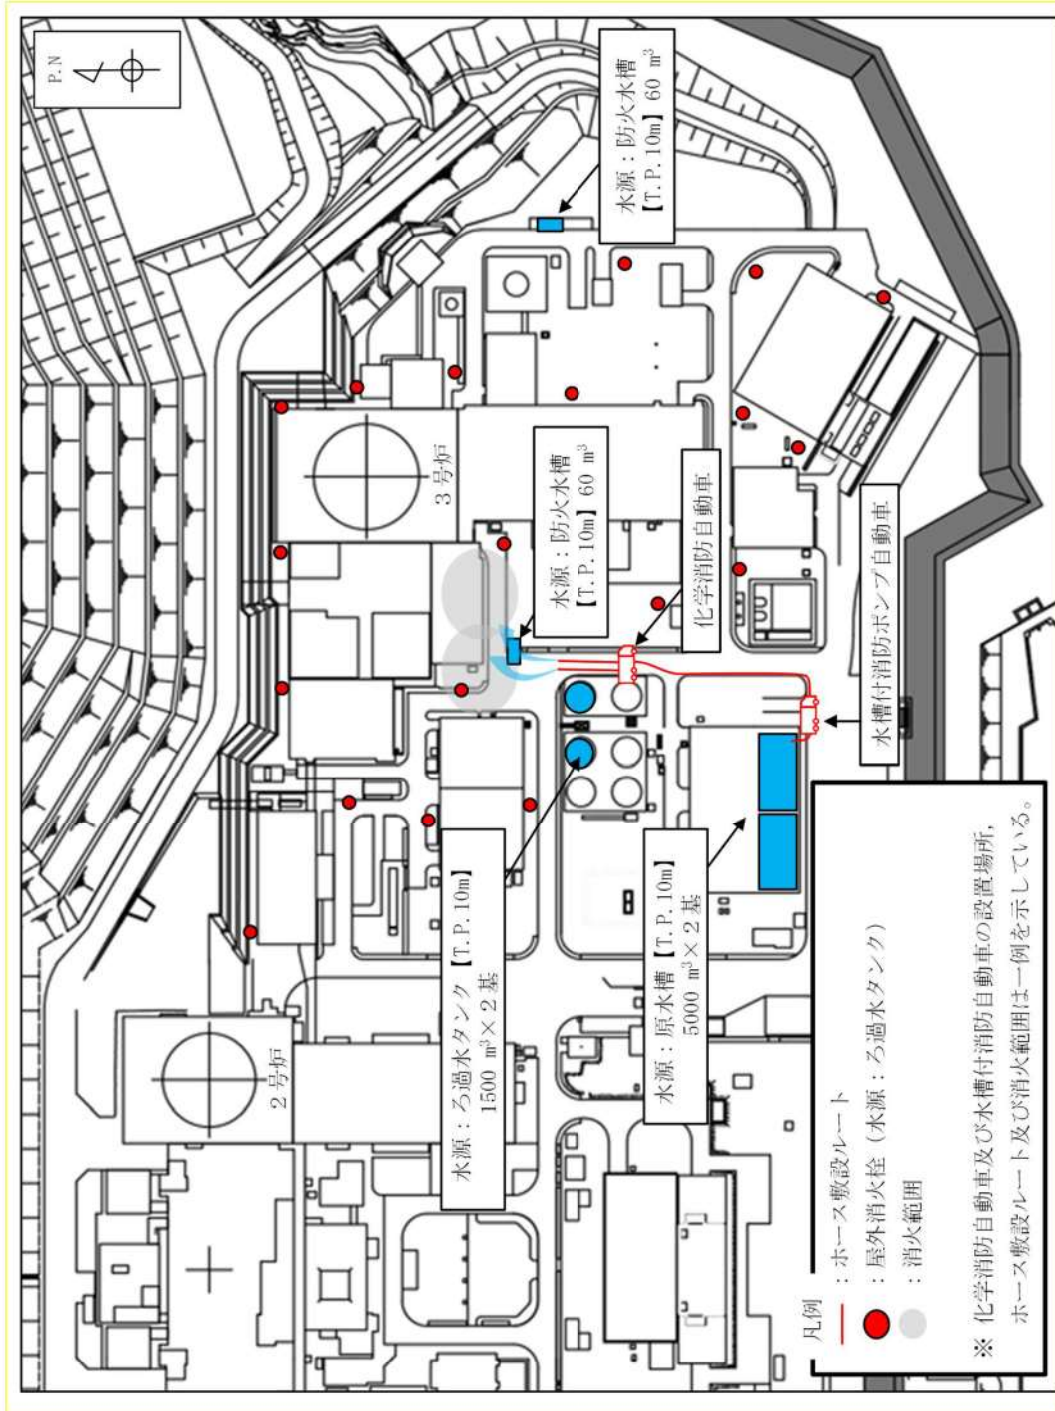 P.N
水源：防火水槽
【T.P.10m】60 m³
3号炉
水源：防火水槽
【T.P.10m】60 m³
化学消防自動車
水槽付消防ポンプ自動車
2号炉
水源：ろ過水タンク【T.P.10m】
1500 m³×2基
水源：原水槽【T.P.10m】
5000 m³×2基
凡例
：ホース敷設ルート
：屋外消火栓（水源：ろ過水タンク）
：消火範囲
※ 化学消防自動車及び水槽付消防自動車の設置場所，
ホース敷設ルート及び消火範囲は一例を示している。